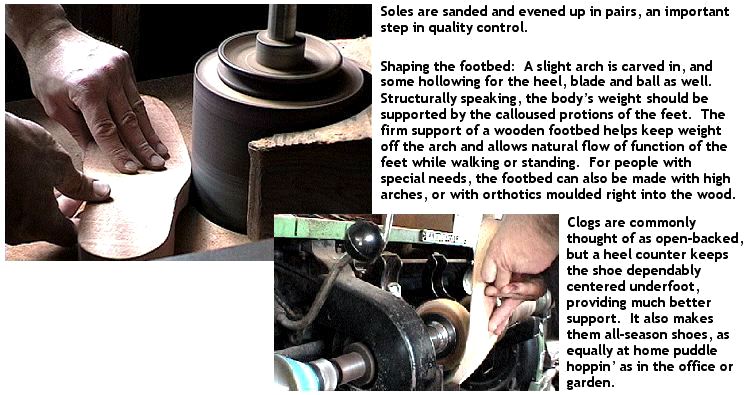 Soles are sanded and evened up in pairs, an important
step in quality control.
Shaping the footbed: A slight arch is carved in, and
some hollowing for the heel, blade and ball as well.
Structurally speaking, the body's weight should be
supported by the calloused protions of the feet. The
firm support of a wooden footbed helps keep weight
off the arch and allows natural flow of function of the
feet while walking or standing. For people with
special needs, the footbed can also be made with high
arches, or with orthotics moulded right into the wood.
Clogs are commonly
thought of as open-backed,
but a heel counter keeps
the shoe dependably
centered underfoot,
providing much better
support. It also makes
them all-season shoes, as
equally at home puddle
hoppin' as in the office or
garden.